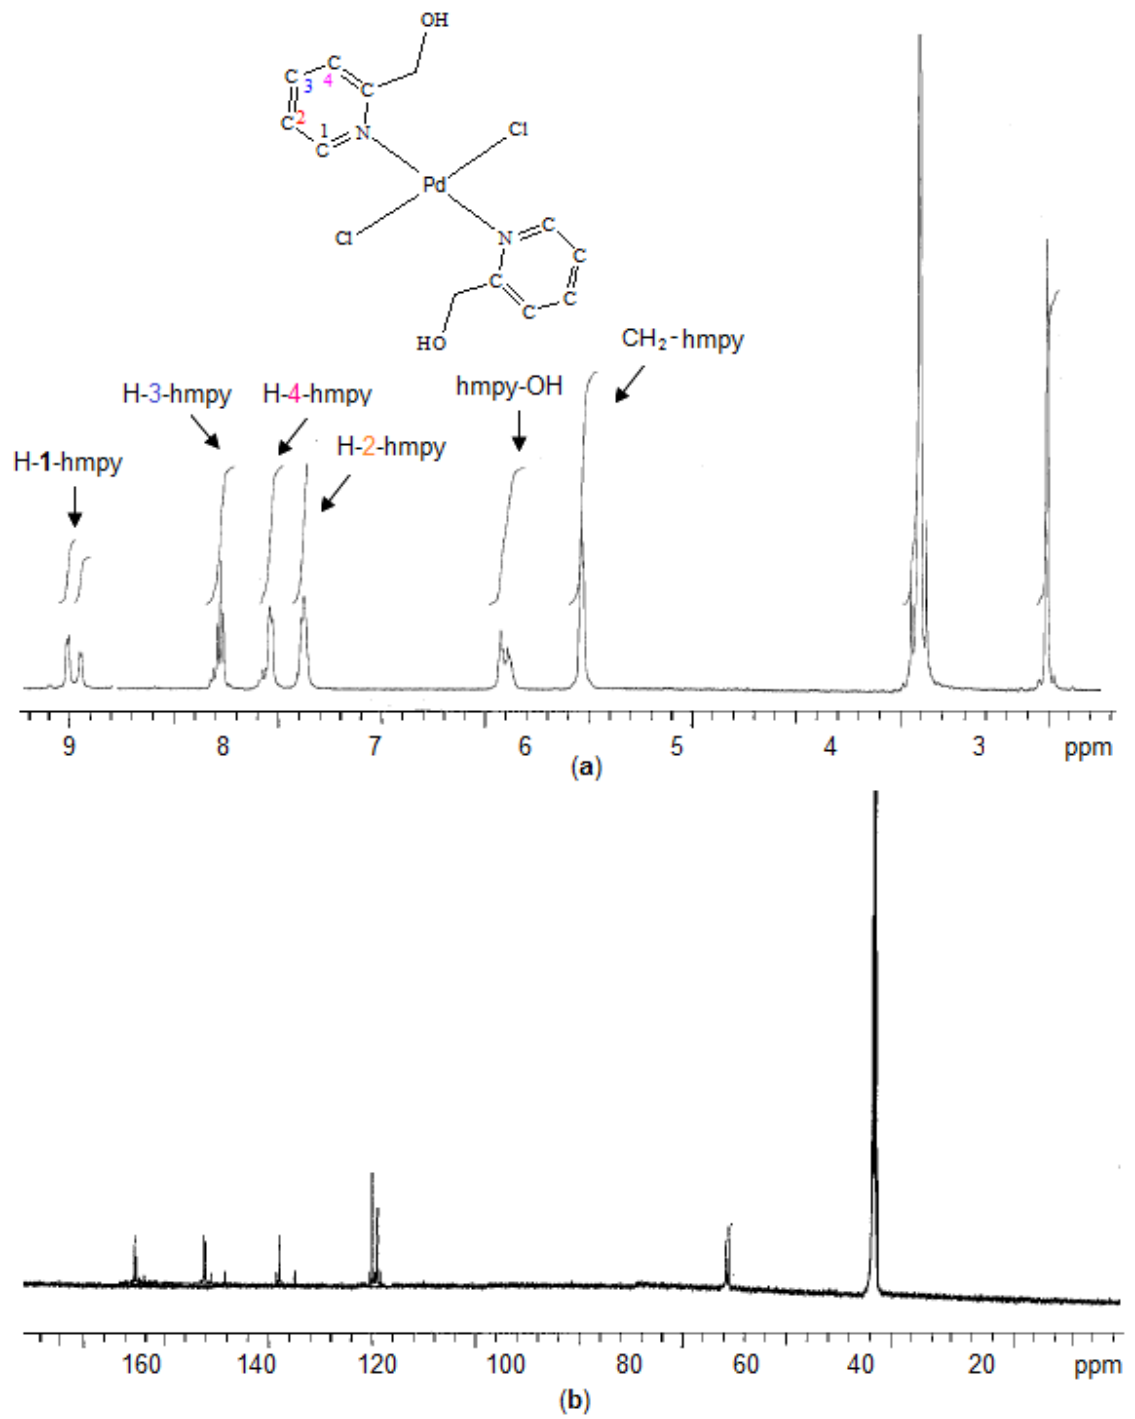 OH
C
C
4
3
C
C
2
C
1
N
C
Cl
Pd
Cl
N
C
C
C
C
C
HO
CH₂-hmpy
hmpy-OH
H-3-hmpy
H-4-hmpy
H-2-hmpy
H-1-hmpy
9 8 7 6 5 4 3 ppm
(a)
160 140 120 100 80 60 40 20 ppm
(b)